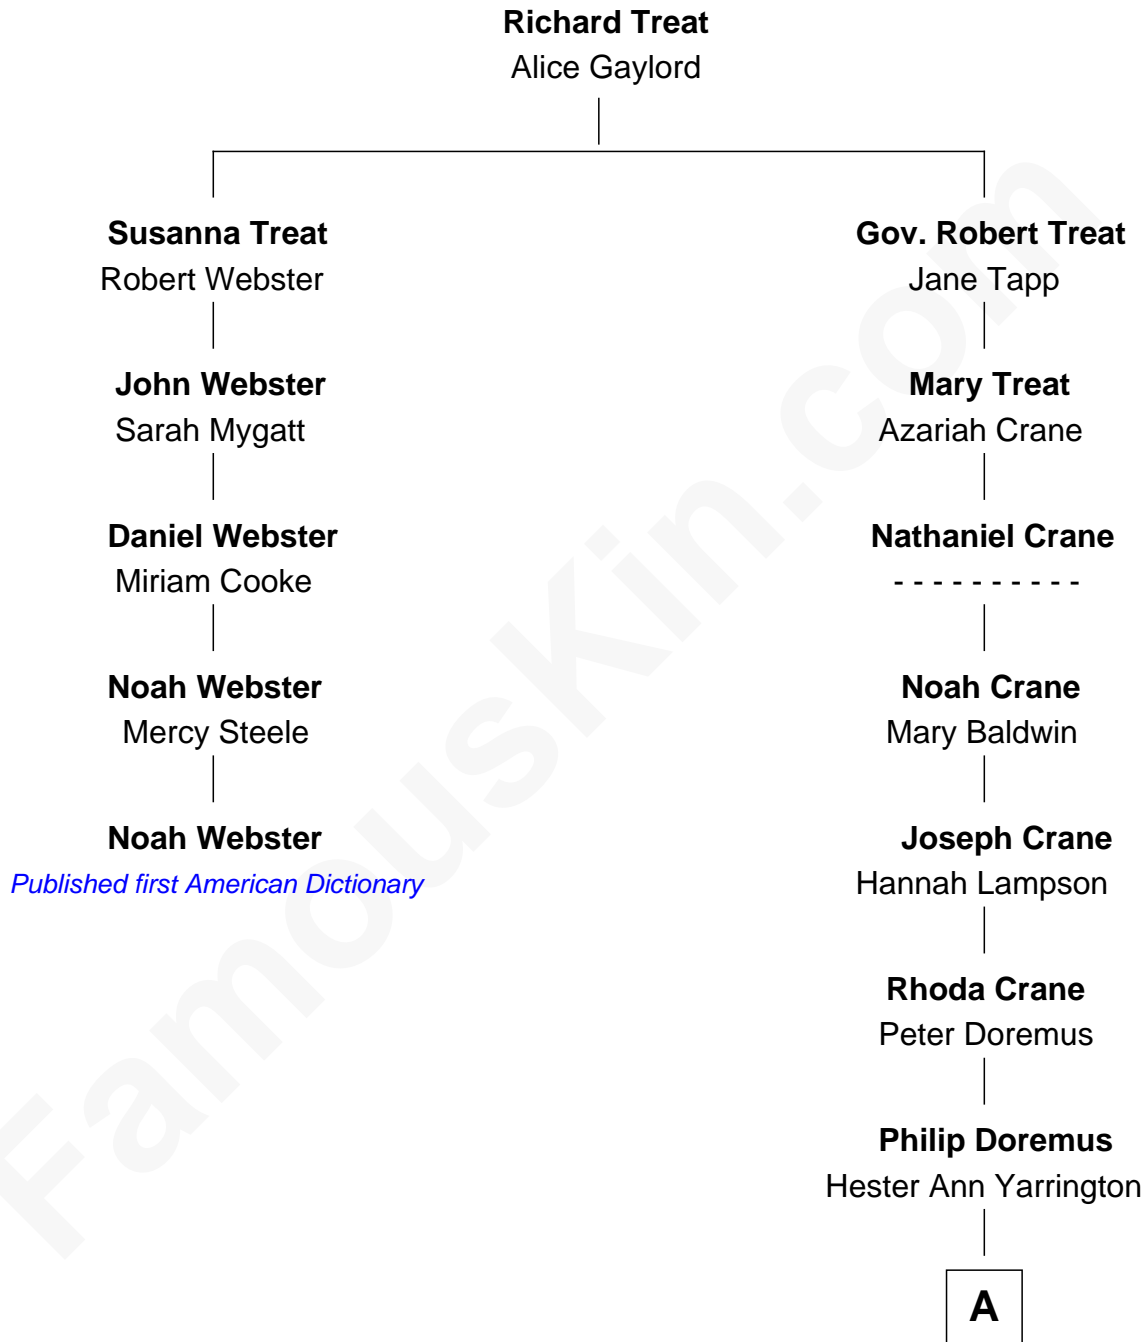 Richard Treat
Alice Gaylord
Susanna Treat
Robert Webster
Gov. Robert Treat
Jane Tapp
John Webster
Sarah Mygatt
Mary Treat
Azariah Crane
Daniel Webster
Miriam Cooke
Nathaniel Crane
- - - - - - - - - -
Noah Webster
Mercy Steele
Noah Crane
Mary Baldwin
Noah Webster
Published first American Dictionary
Joseph Crane
Hannah Lampson
Rhoda Crane
Peter Doremus
Philip Doremus
Hester Ann Yarrington
A
FamousKin.com